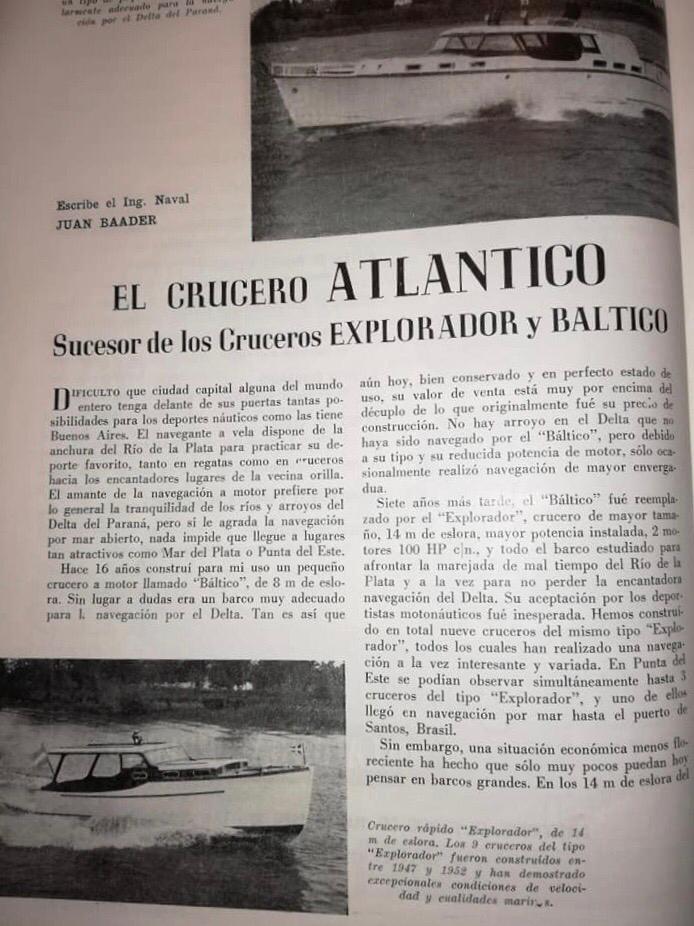 un tipo de
larmente adecuado para la
ción por el Delta del Paraná.
Escribe el Ing. Naval
JUAN BAADER
EL CRUCERO ATLANTICO
Sucesor de los Cruceros EXPLORADOR y BALTICO
DIFICULTO que ciudad capital alguna del mundo
entero tenga delante de sus puertas tantas po-
sibilidades para los deportes náuticos como las tiene
Buenos Aires. El navegante a vela dispone de la
anchura del Río de la Plata para practicar su de-
porte favorito, tanto en regatas como en cruceros
hacia los encantadores lugares de la vecina orilla.
El amante de la navegación a motor prefiere por
lo general la tranquilidad de los ríos y arroyos del
Delta del Paraná, pero si le agrada la navegación
por mar abierto, nada impide que llegue a lugares
tan atractivos como Mar del Plata o Punta del Este.
Hace 16 años construí para mi uso un pequeño
crucero a motor llamado "Báltico", de 8 m de eslo-
ra. Sin lugar a dudas era un barco muy adecuado
para la navegación por el Delta. Tan es así que
aún hoy, bien conservado y en perfecto estado de
uso, su valor de venta está muy por encima del
décuplo de lo que originalmente fué su precio de
construcción. No hay arroyo en el Delta que no
haya sido navegado por el "Báltico", pero debido
a su tipo y su reducida potencia de motor, sólo oca-
sionalmente realizó navegación de mayor enverga-
dua.
Siete años más tarde, el "Báltico" fué reempla-
zado por el "Explorador", crucero de mayor tama-
ño, 14 m de eslora, mayor potencia instalada, 2 mo-
tores 100 HP c|n., y todo el barco estudiado para
afrontar la marejada de mal tiempo del Río de la
Plata y a la vez para no perder la encantadora
navegación del Delta. Su aceptación por los depor-
tistas motonáuticos fué inesperada. Hemos construí-
do en total nueve cruceros del mismo tipo "Explo-
rador", todos los cuales han realizado una navega-
ción a la vez interesante y variada. En Punta del
Este se podían observar simultáneamente hasta 3
cruceros del tipo "Explorador", y uno de ellos
llegó en navegación por mar hasta el puerto de
Santos, Brasil.
Sin embargo, una situación económica menos flo-
reciente ha hecho que sólo muy pocos puedan hoy
pensar en barcos grandes. En los 14 m de eslora del
Crucero rápido "Explorador", de 14
m de eslora. Los 9 cruceros del tipo
"Explorador" fueron construídos en-
tre 1947 y 1952 y han demostrado
excepcionales condiciones de veloci-
dad y cualidades marinas.